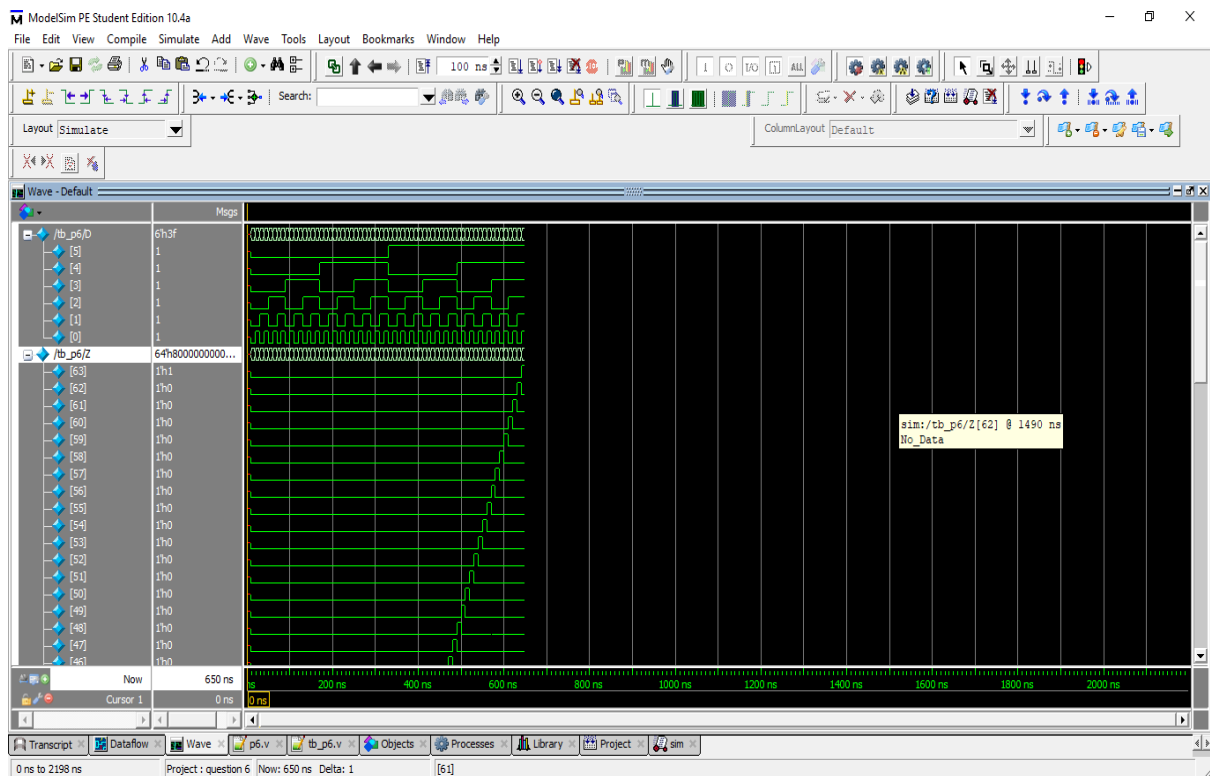 ModelSim PE Student Edition 10.4a
File Edit View Compile Simulate Add Wave Tools Layout Bookmarks Window Help
100 ns
ALL
Search:
Layout Simulate
ColumnLayout Default
Wave - Default
Msgs
/tb_p6/D 6'h3f
[5] 1
[4] 1
[3] 1
[2] 1
[1] 1
[0] 1
/tb_p6/Z 64'h8000000000...
[63] 1'h1
[62] 1'h0
[61] 1'h0
[60] 1'h0
[59] 1'h0
[58] 1'h0
[57] 1'h0
[56] 1'h0
[55] 1'h0
[54] 1'h0
[53] 1'h0
[52] 1'h0
[51] 1'h0
[50] 1'h0
[49] 1'h0
[48] 1'h0
[47] 1'h0
[46] 1'h0
sim:/tb_p6/Z[62] @ 1490 ns
No_Data
Now 650 ns
ns 200 ns 400 ns 600 ns 800 ns 1000 ns 1200 ns 1400 ns 1600 ns 1800 ns 2000 ns
Cursor 1 0 ns 0 ns
Transcript Dataflow Wave p6.v tb_p6.v Objects Processes Library Project sim
0 ns to 2198 ns Project : question 6 Now: 650 ns Delta: 1 [61]